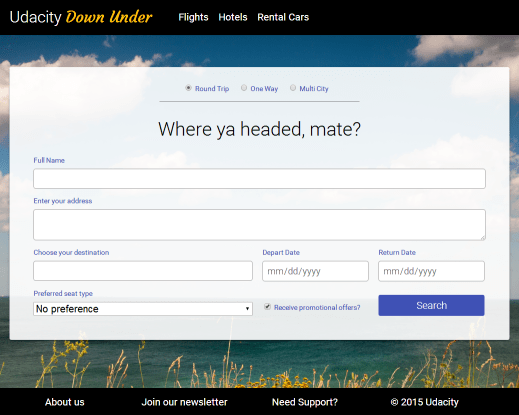 Udacity Down Under Flights Hotels Rental Cars
Round Trip One Way Multi City
Where ya headed, mate?
Full Name
Enter your address
Choose your destination Depart Date Return Date
mm/dd/yyyy mm/dd/yyyy
Preferred seat type
No preference Receive promotional offers? Search
About us Join our newsletter Need Support? © 2015 Udacity